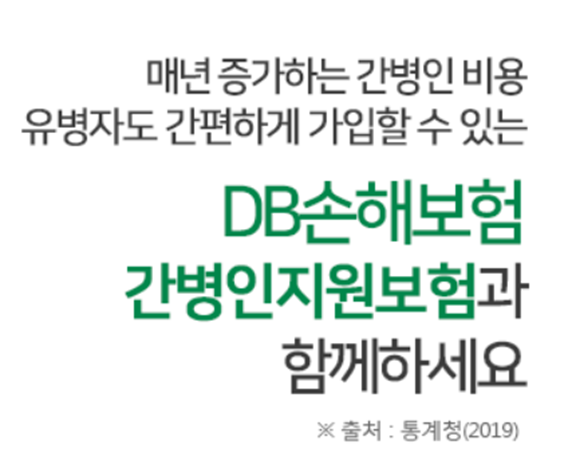 매년 증가하는 간병인 비용
유병자도 간편하게 가입할 수 있는
DB손해보험
간병인지원보험과
함께하세요
※ 출처 : 통계청(2019)